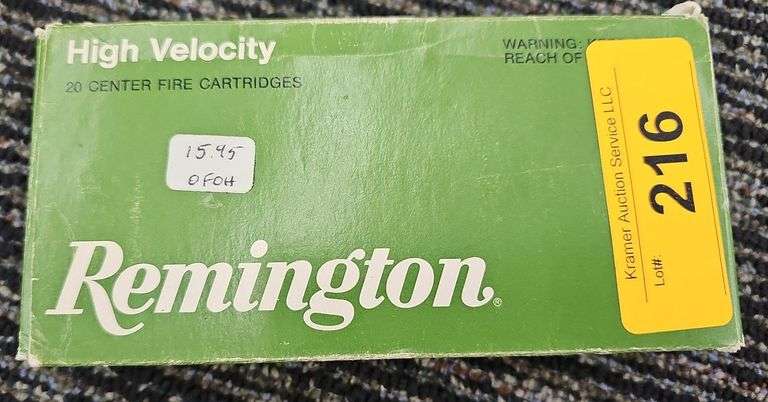 High Velocity
20 CENTER FIRE CARTRIDGES
WARNING:
REACH OF
15.95
OFOH
Remington®
Kramer Auction Service LLC
Lot#:
216